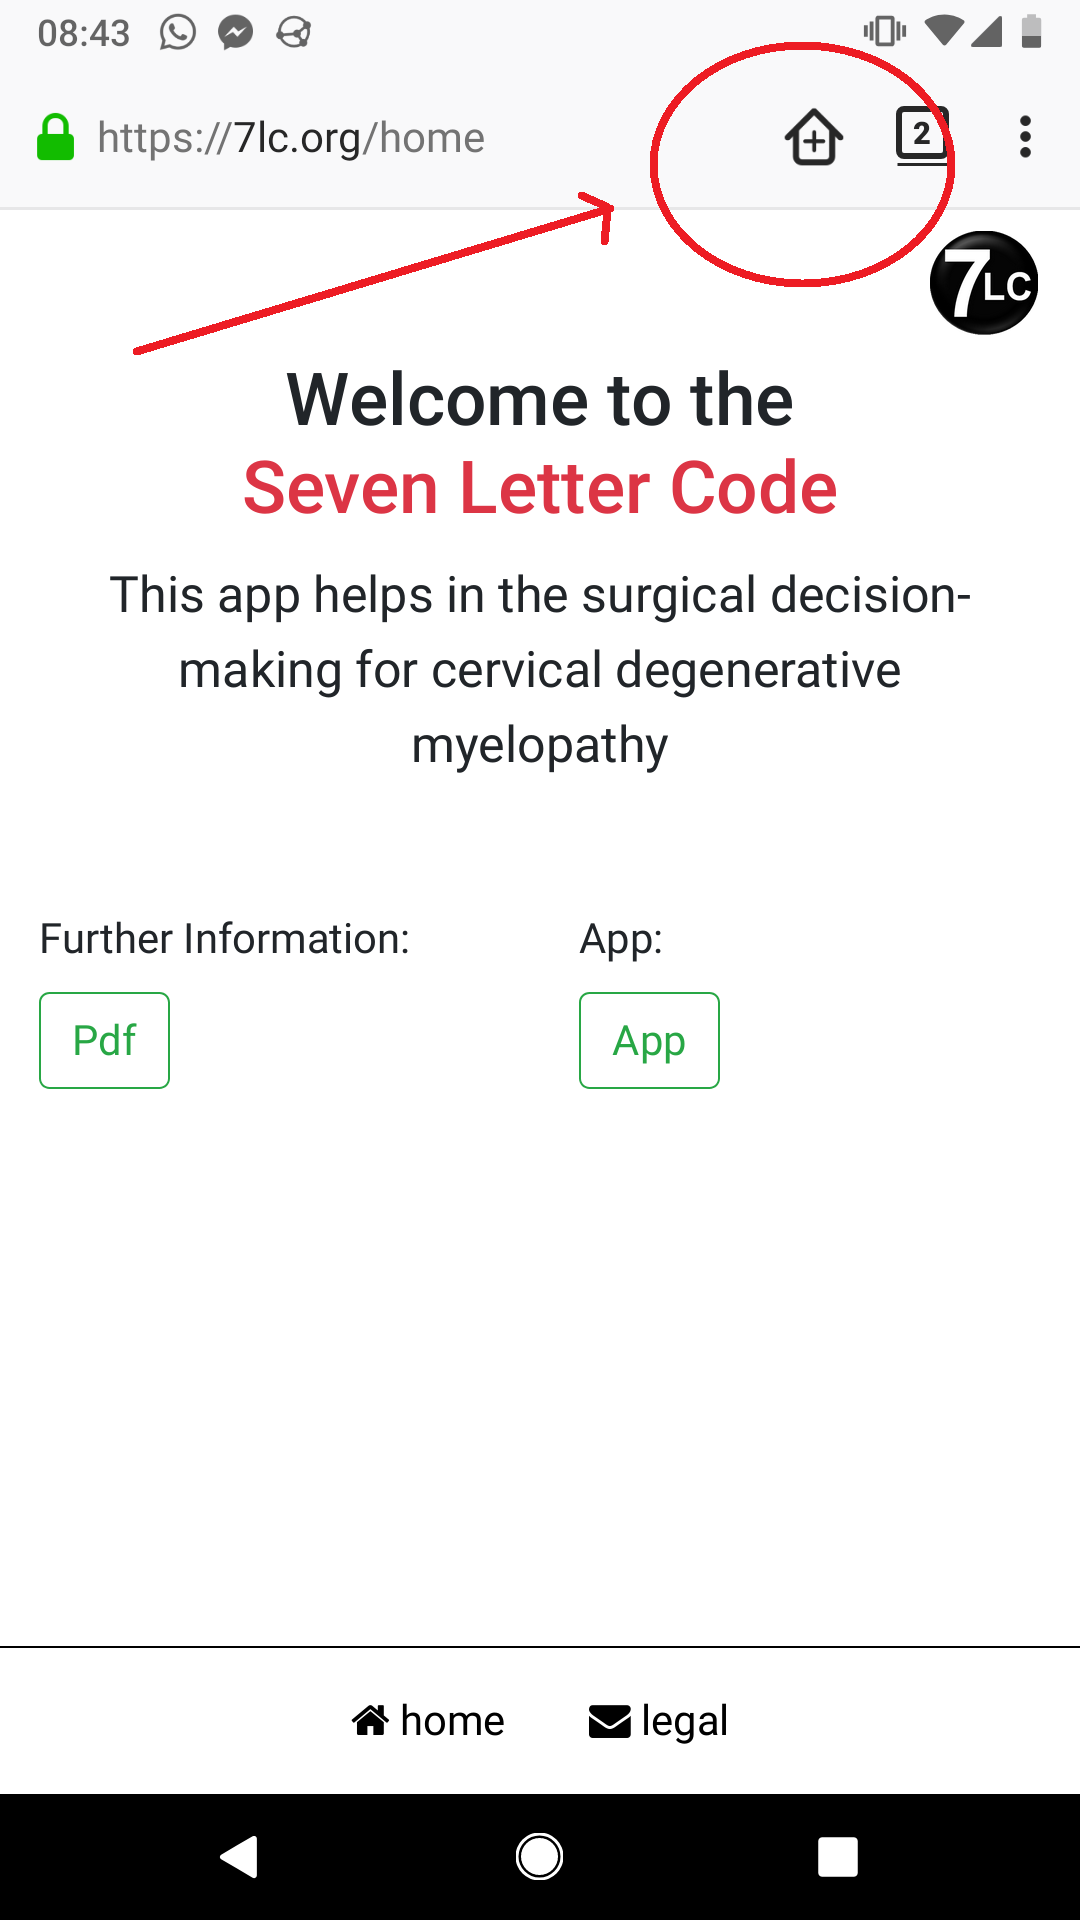 08:43
https://7lc.org/home
2
7LC
Welcome to the
Seven Letter Code
This app helps in the surgical decision-
making for cervical degenerative
myelopathy
Further Information:
App:
Pdf
App
home
legal